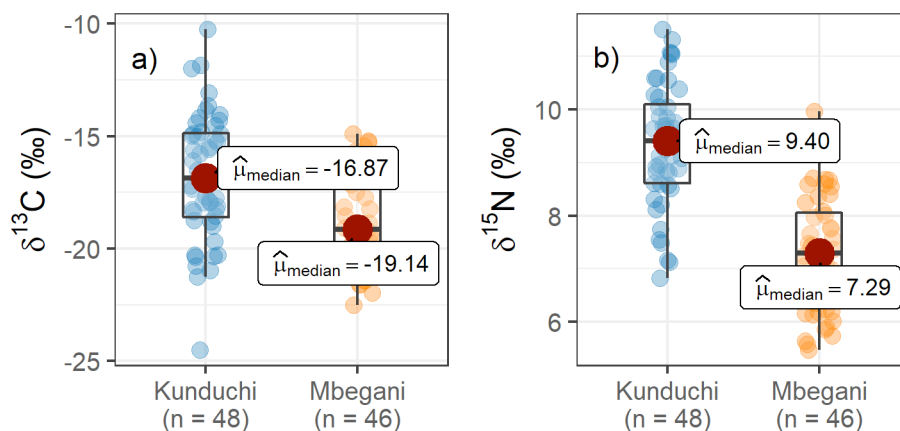 a)
δ13C (‰)
-10
-15
-20
-25
μ̂median = -16.87
μ̂median = -19.14
Kunduchi
(n = 48)
Mbegani
(n = 46)
b)
δ15N (‰)
10
8
6
μ̂median = 9.40
μ̂median = 7.29
Kunduchi
(n = 48)
Mbegani
(n = 46)